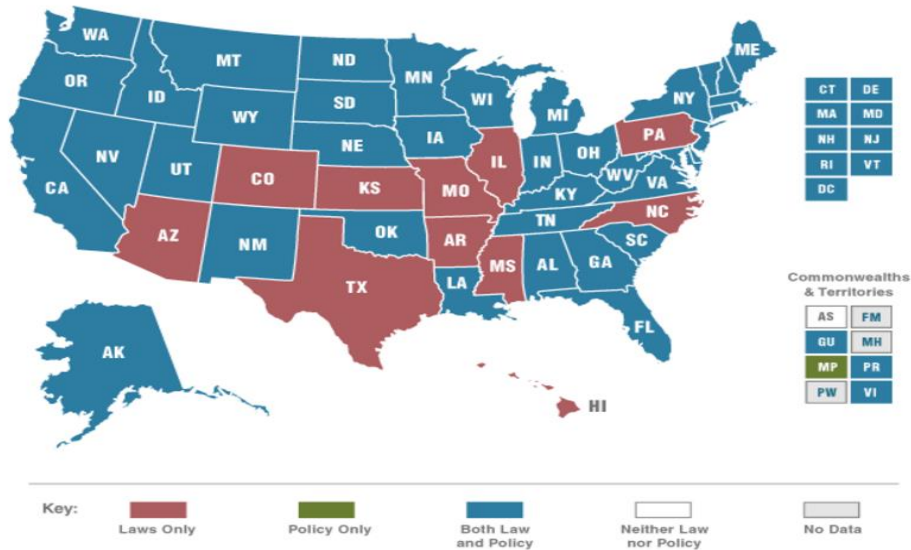 WA
MT
ND
MN
ME
OR
ID
WY
SD
WI
MI
NY
CT DE
MA MD
NH NJ
RI VT
DC
NV
UT
NE
IA
IL
IN
OH
PA
CA
CO
KS
MO
KY
WV
VA
AZ
NM
OK
AR
TN
NC
SC
TX
LA
MS
AL
GA
FL
AK
HI
Commonwealths
& Territories
AS FM
GU MH
MP PR
PW VI
Key:
Laws Only
Policy Only
Both Law
and Policy
Neither Law
nor Policy
No Data